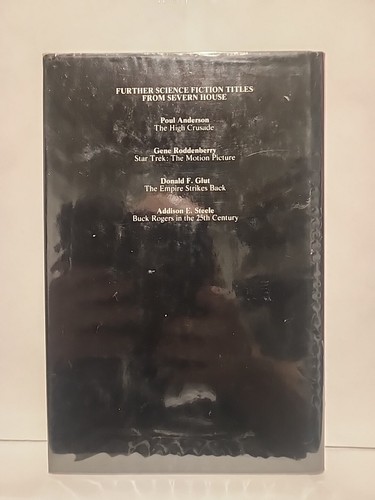 FURTHER SCIENCE FICTION TITLES
FROM SEVERN HOUSE
Poul Anderson
The High Crusade
Gene Roddenberry
Star Trek: The Motion Picture
Donald F. Glut
The Empire Strikes Back
Addison E. Steele
Buck Rogers in the 25th Century